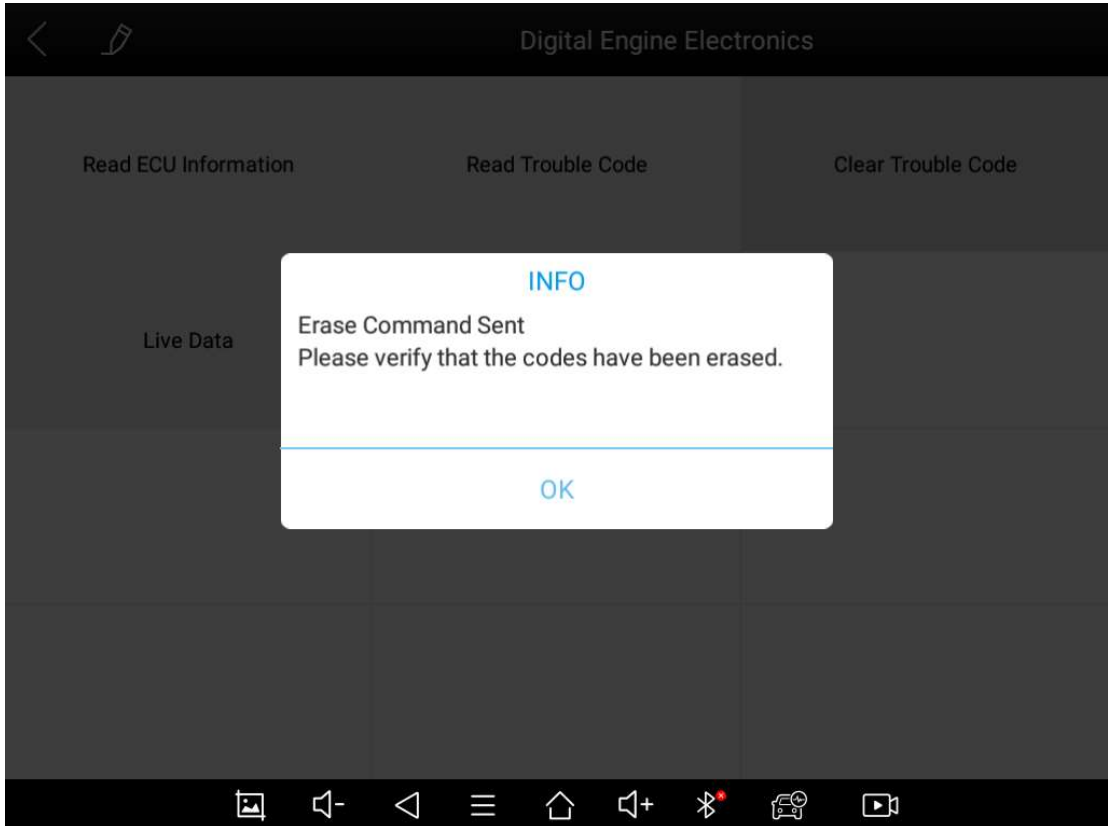 Digital Engine Electronics
Read ECU Information
Read Trouble Code
Clear Trouble Code
Live Data
INFO
Erase Command Sent
Please verify that the codes have been erased.
OK